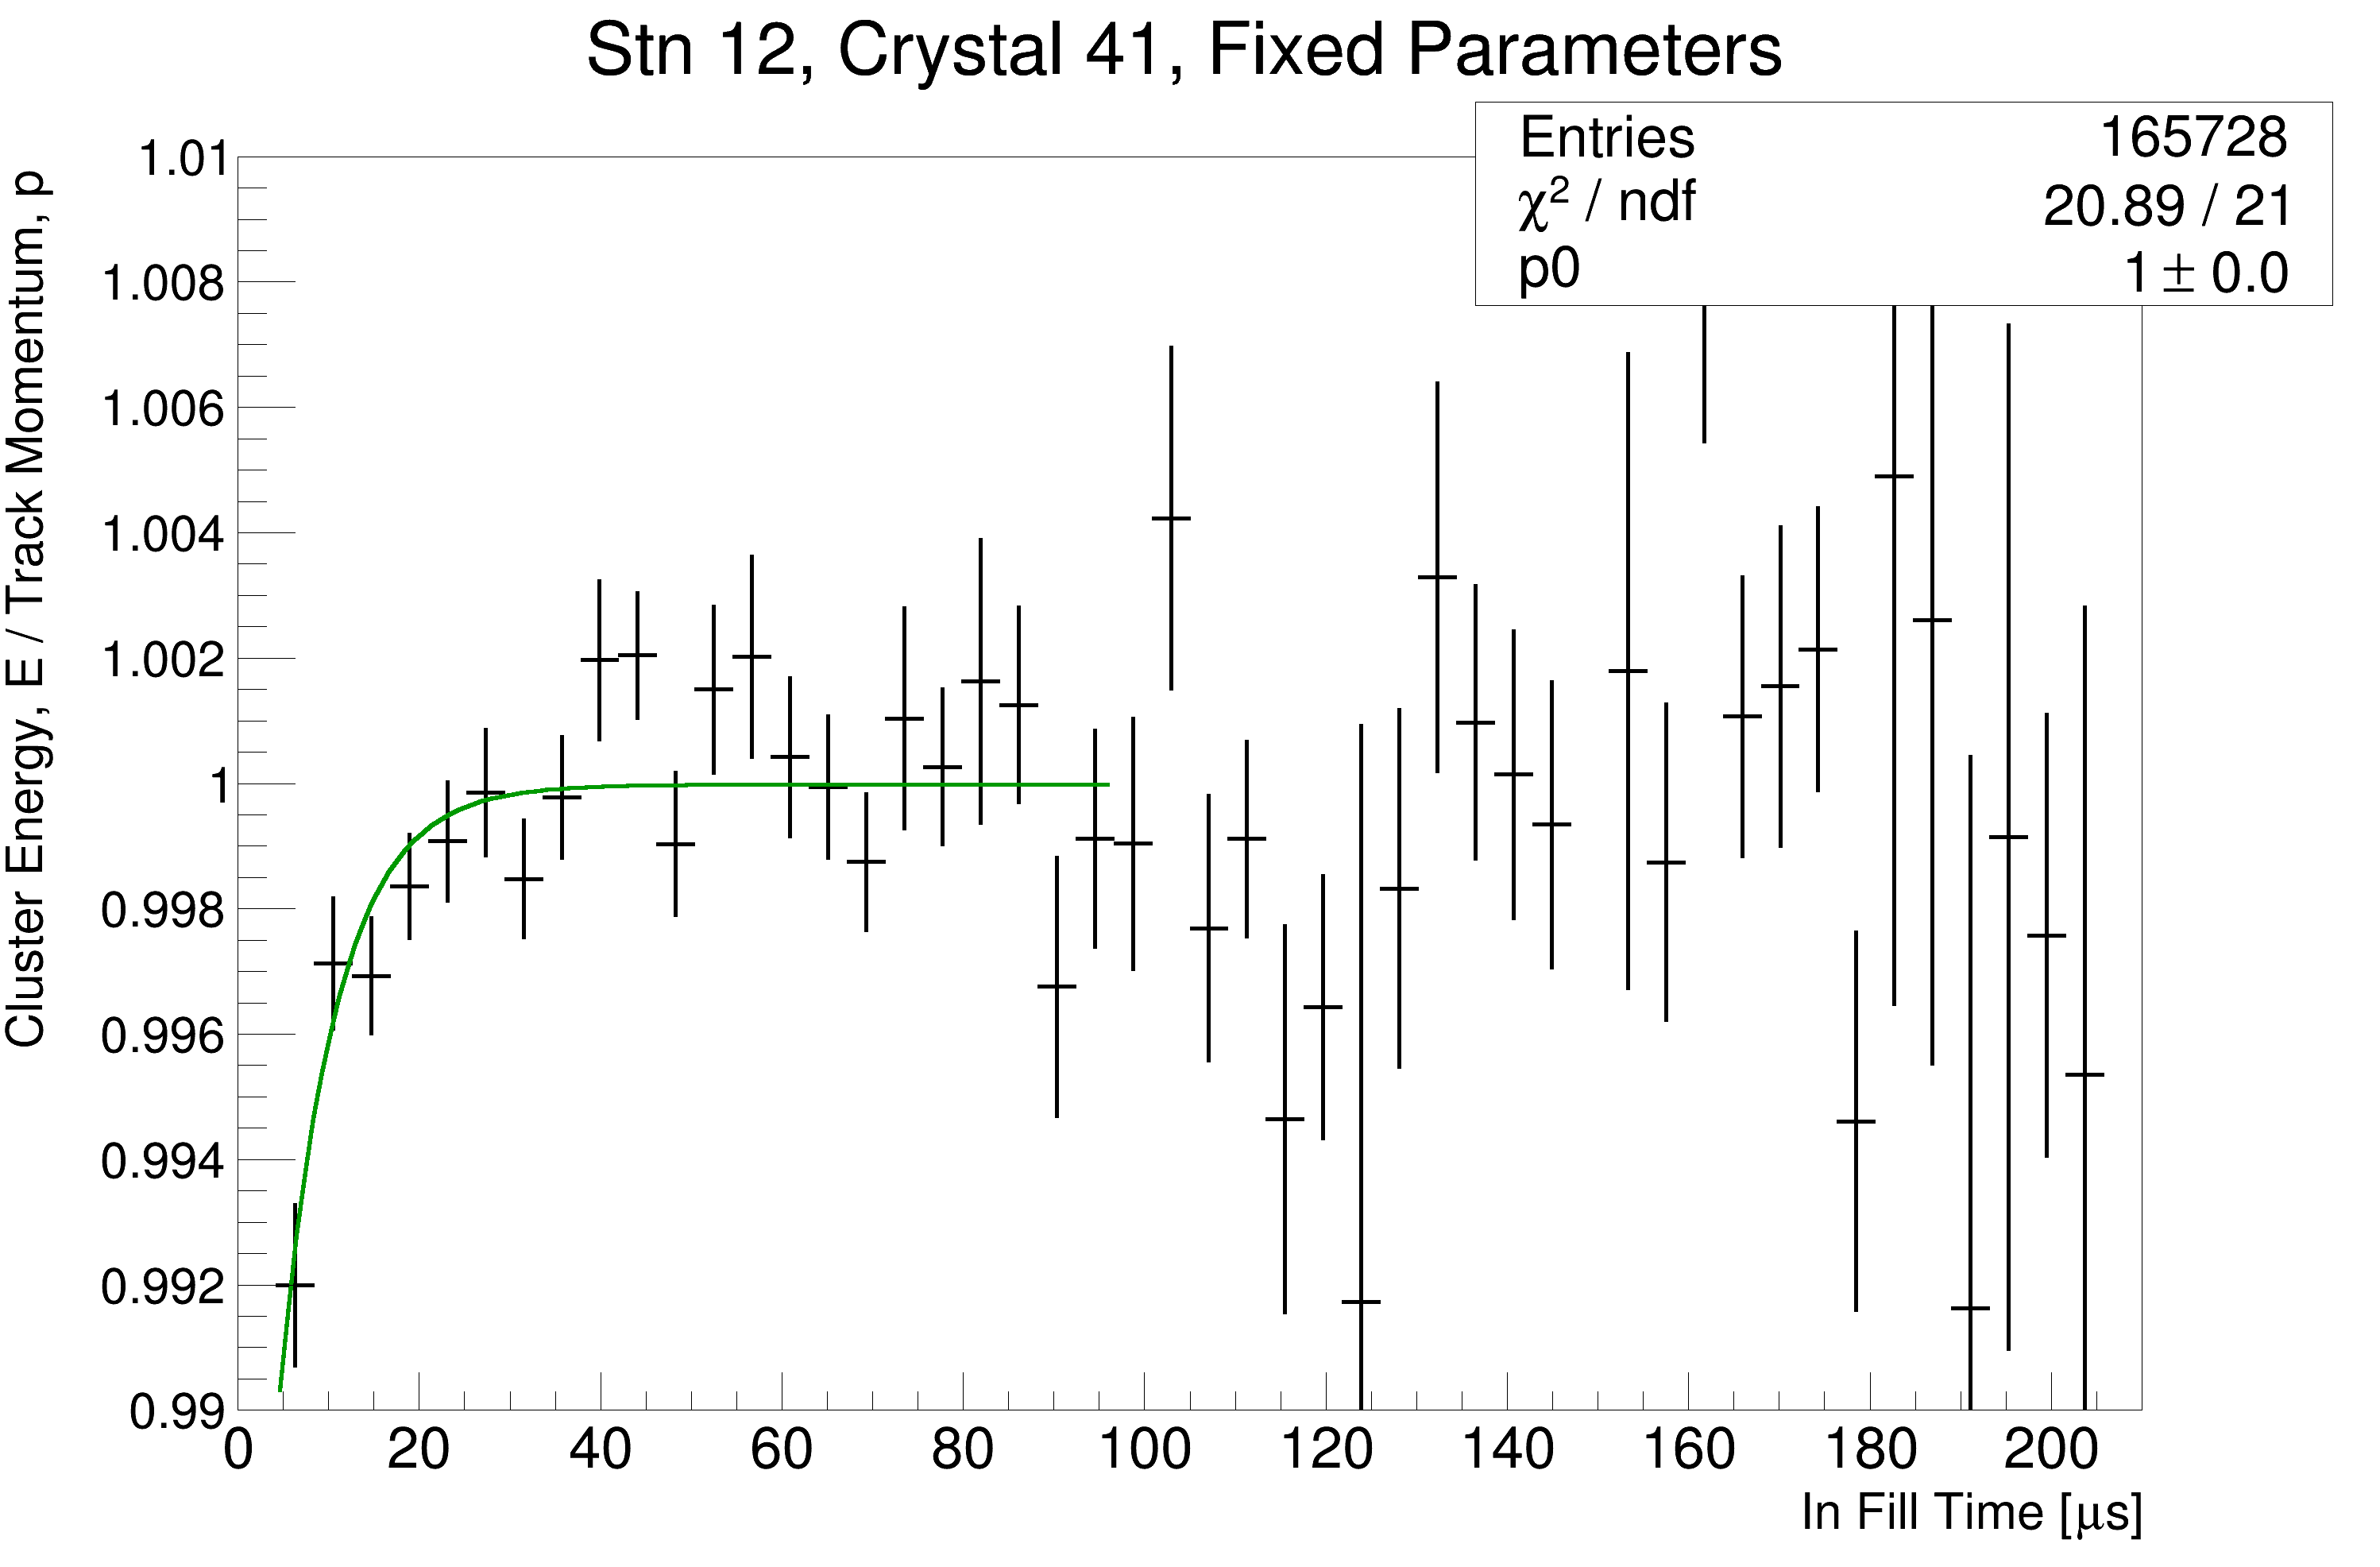 Stn 12, Crystal 41, Fixed Parameters
Entries 165728
χ² / ndf 20.89 / 21
p0 1 ± 0.0
Cluster Energy, E / Track Momentum, p
1.01
1.008
1.006
1.004
1.002
1
0.998
0.996
0.994
0.992
0.99
0 20 40 60 80 100 120 140 160 180 200
In Fill Time [μs]